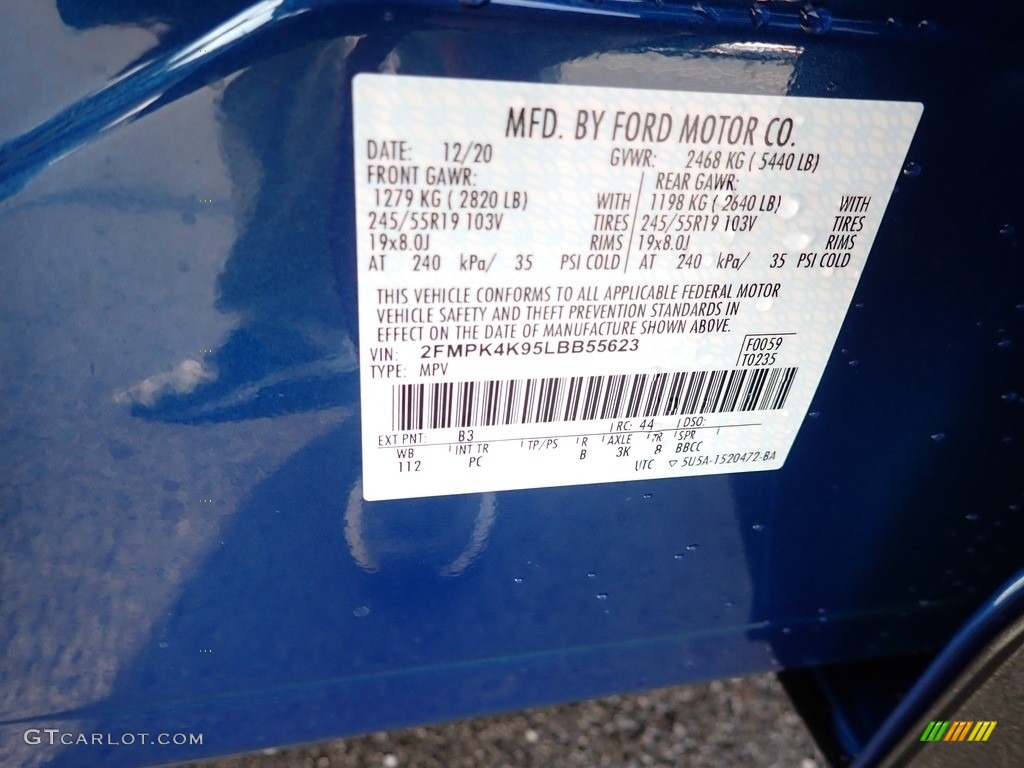 MFD. BY FORD MOTOR CO.
DATE: 12/20 GVWR: 2468 KG ( 5440 LB)
FRONT GAWR: REAR GAWR:
1279 KG ( 2820 LB) WITH 1198 KG ( 2640 LB) WITH
245/55R19 103V TIRES 245/55R19 103V TIRES
19x8.0J RIMS 19x8.0J RIMS
AT 240 kPa/ 35 PSI COLD AT 240 kPa/ 35 PSI COLD
THIS VEHICLE CONFORMS TO ALL APPLICABLE FEDERAL MOTOR
VEHICLE SAFETY AND THEFT PREVENTION STANDARDS IN
EFFECT ON THE DATE OF MANUFACTURE SHOWN ABOVE.
VIN: 2FMPK4K95LBB55623 F0059
TYPE: MPV T0235
EXT PNT: B3 RC: 44 DSO:
WB INT TR TP/PS R AXLE TR SPR
112 PC B 3K 8 BBCC
UTC ▽ 5U5A-1520472-BA
GTCARLOT.COM